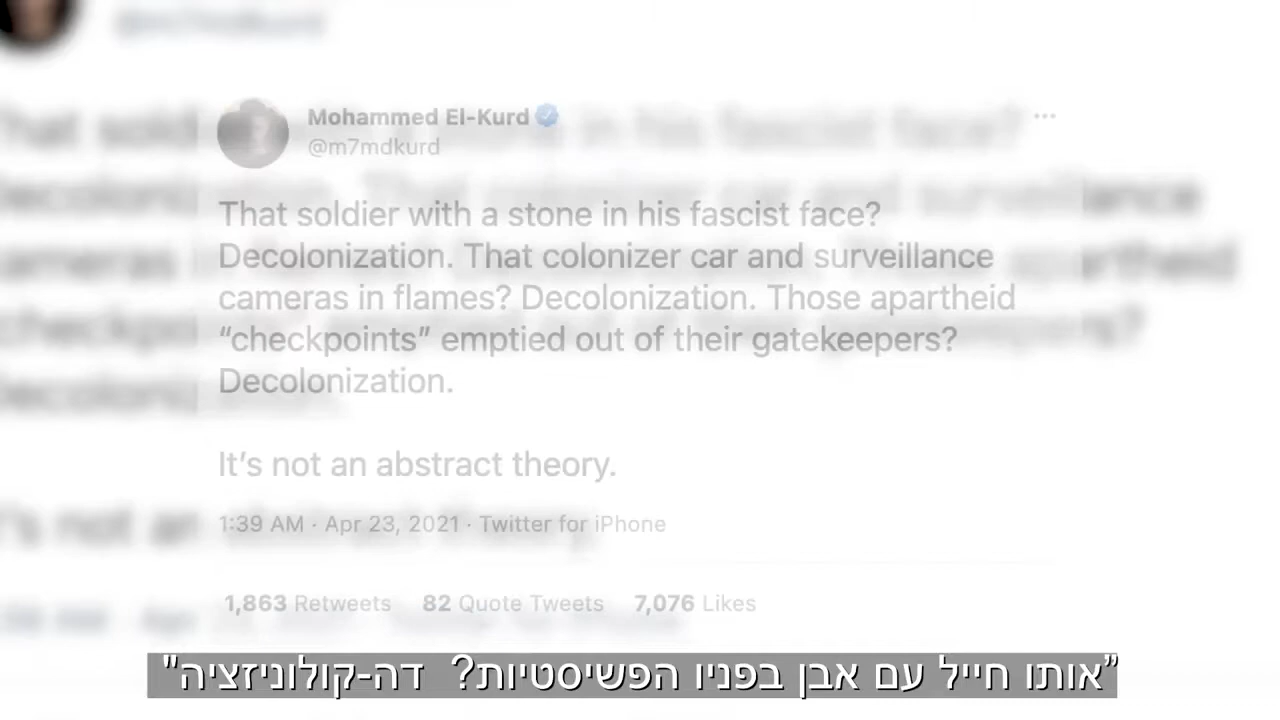 Mohammed El-Kurd
@m7mdkurd
That soldier with a stone in his fascist face?
Decolonization. That colonizer car and surveillance
cameras in flames? Decolonization. Those apartheid
“checkpoints” emptied out of their gatekeepers?
Decolonization.
It’s not an abstract theory.
1:39 AM · Apr 23, 2021 · Twitter for iPhone
1,863 Retweets 82 Quote Tweets 7,076 Likes
"אותו חייל עם אבן בפניו הפשיסטיות? דה-קולוניזציה"